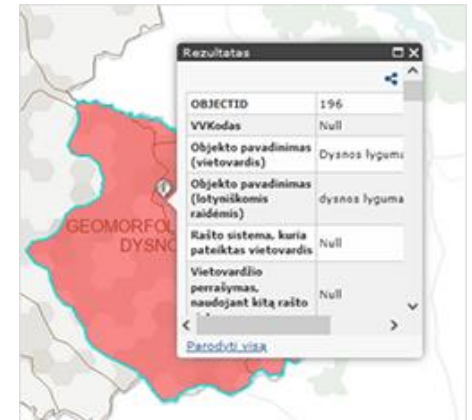 Rezultatas
OBJECTID 196
VVKodas Null
Objekto pavadinimas
(vietovardis) Dysnos lyguma
Objekto pavadinimas
(lotyniškomis
raidėmis) dysnos lyguma
Rašto sistema, kuria
pateiktas vietovardis Null
Vietovardžio
perrašymas,
naudojant kitą rašto Null
GEOMORFOL
DYSNO
Parodyti visą